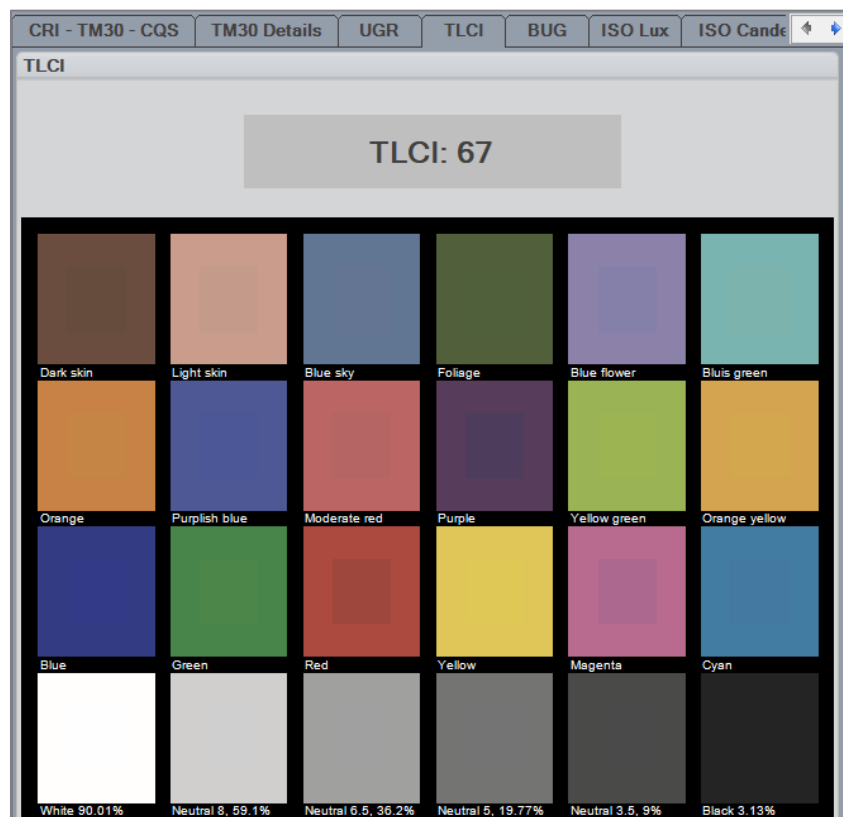 CRI - TM30 - CQS TM30 Details UGR TLCI BUG ISO Lux ISO Cande
TLCI
TLCI: 67
Dark skin Light skin Blue sky Foliage Blue flower Bluis green
Orange Purplish blue Moderate red Purple Yellow green Orange yellow
Blue Green Red Yellow Magenta Cyan
White 90.01% Neutral 8, 59.1% Neutral 6.5, 36.2% Neutral 5, 19.77% Neutral 3.5, 9% Black 3.13%